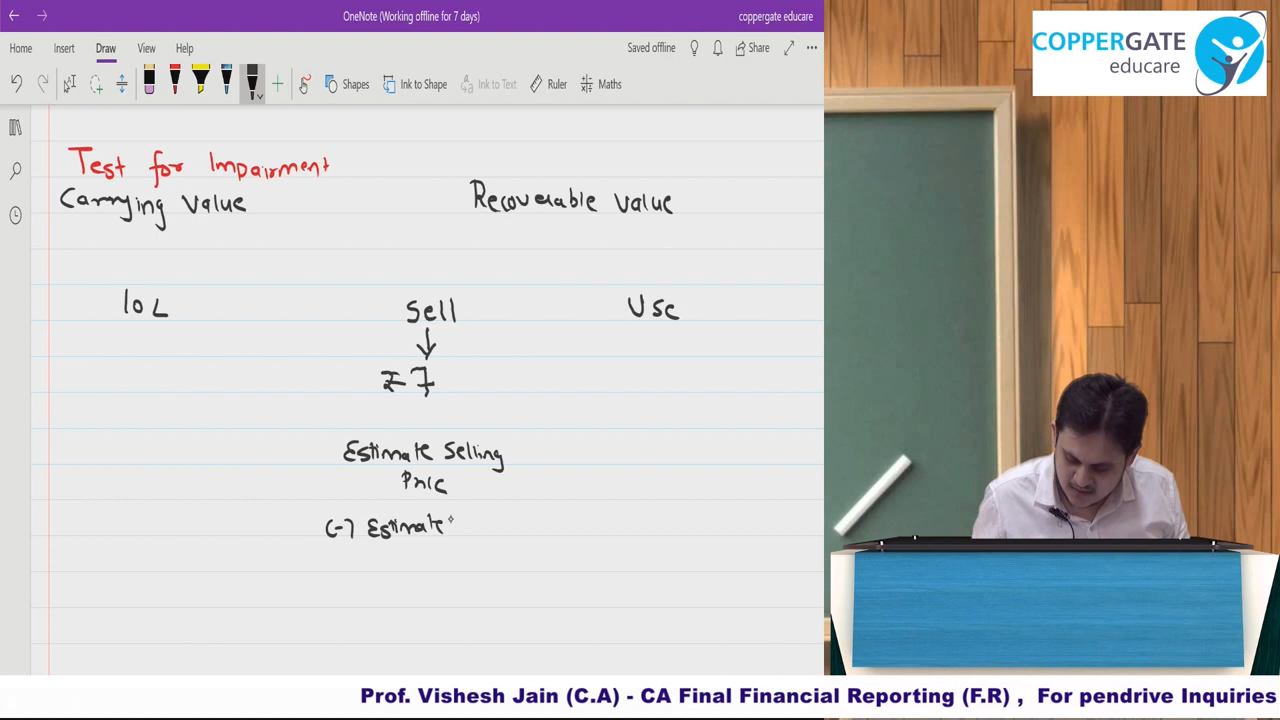 OneNote (Working offline for 7 days)
coppergate educare
Home Insert Draw View Help
Saved offline
Share
Shapes
Ink to Shape
Ink to Text
Ruler
Maths
COPPERGATE
educare
Test for Impairment
Carrying Value
Recoverable Value
10 L
Sell
Use
Estimate Selling
Price
(-) Estimate
Prof. Vishesh Jain (C.A) - CA Final Financial Reporting (F.R) , For pendrive Inquiries